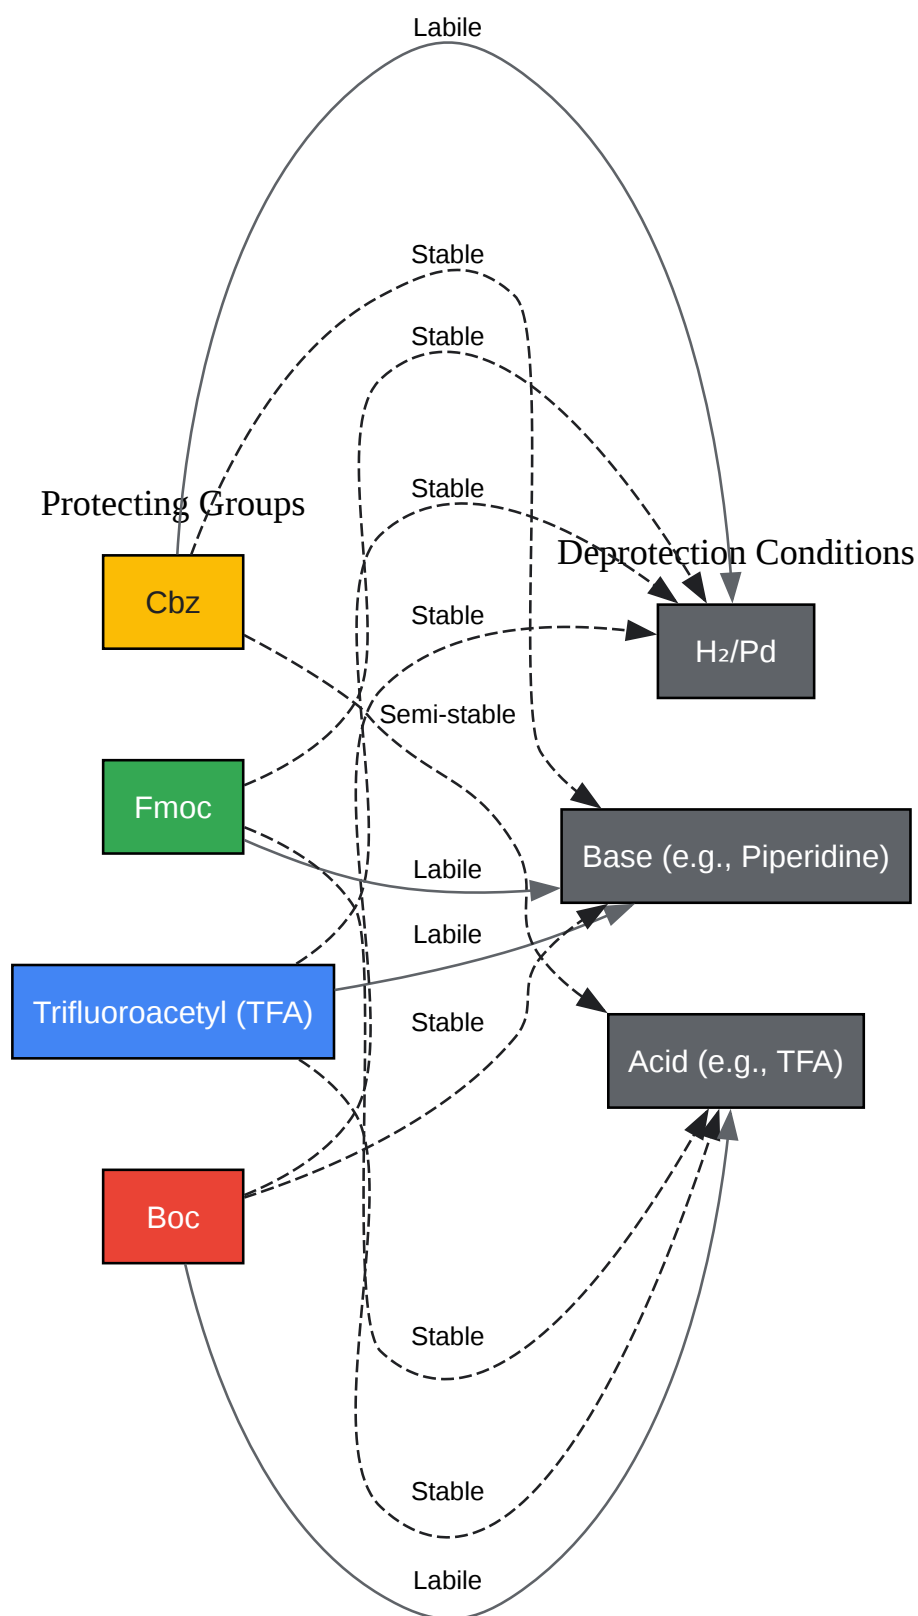 Labile
Stable
Stable
Stable
Protecting Groups
Deprotection Conditions
Cbz
Stable
H₂/Pd
Semi-stable
Fmoc
Base (e.g., Piperidine)
Labile
Labile
Trifluoroacetyl (TFA)
Stable
Acid (e.g., TFA)
Boc
Stable
Stable
Labile